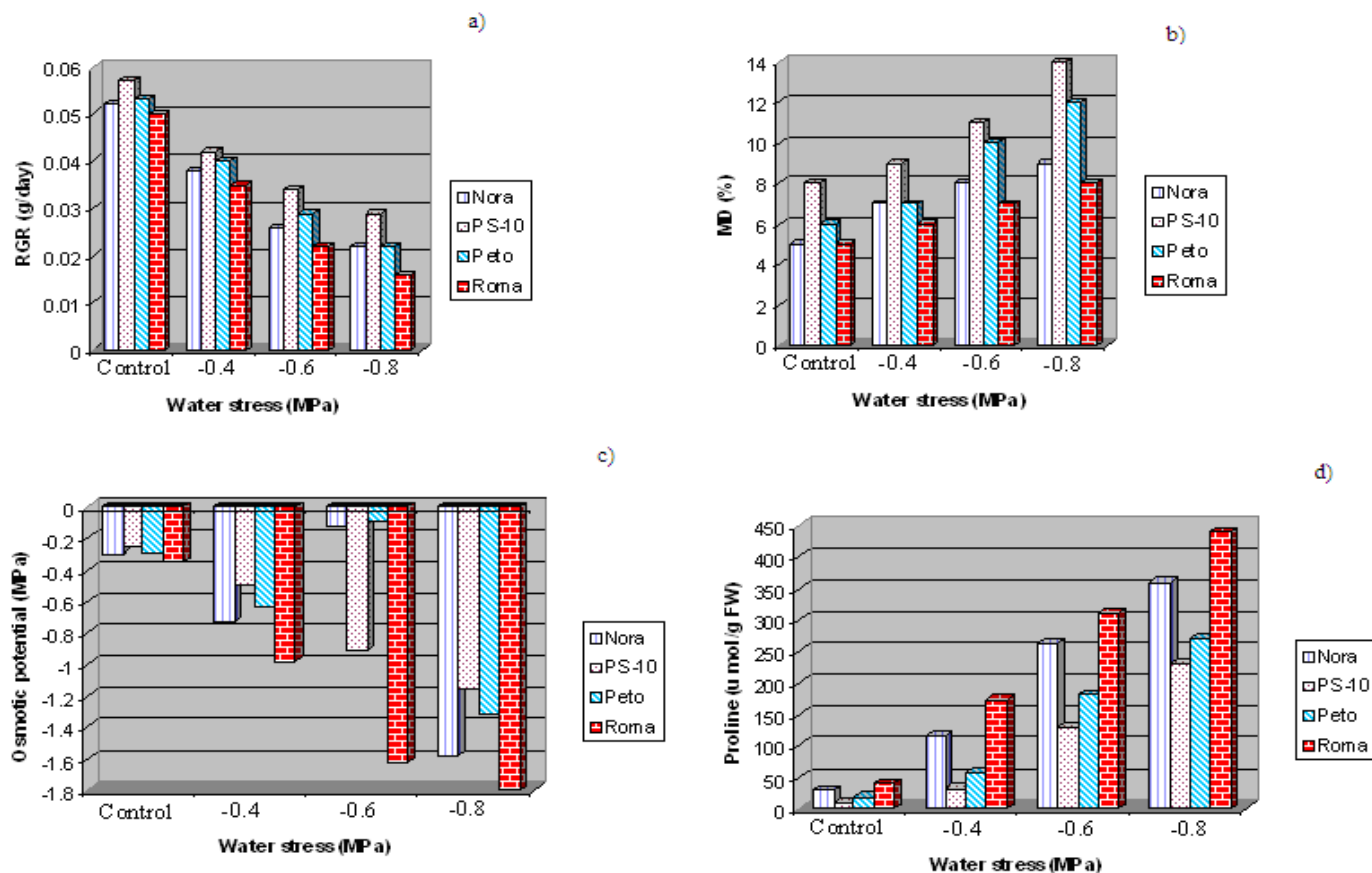 a)
0.06
0.05
0.04
0.03
0.02
0.01
0
RGR (g/day)
Control
-0.4
-0.6
-0.8
Water stress (MPa)
Nora
PS-10
Peto
Roma
b)
14
12
10
8
6
4
2
0
MD (%)
Control
-0.4
-0.6
-0.8
Water stress (MPa)
Nora
PS-10
Peto
Roma
c)
0
-0.2
-0.4
-0.6
-0.8
-1
-1.2
-1.4
-1.6
-1.8
Osmotic potential (MPa)
Control
-0.4
-0.6
-0.8
Water stress (MPa)
Nora
PS-10
Peto
Roma
d)
450
400
350
300
250
200
150
100
50
0
Proline (u mol/g FW)
Control
-0.4
-0.6
-0.8
Water stress (MPa)
Nora
PS-10
Peto
Roma